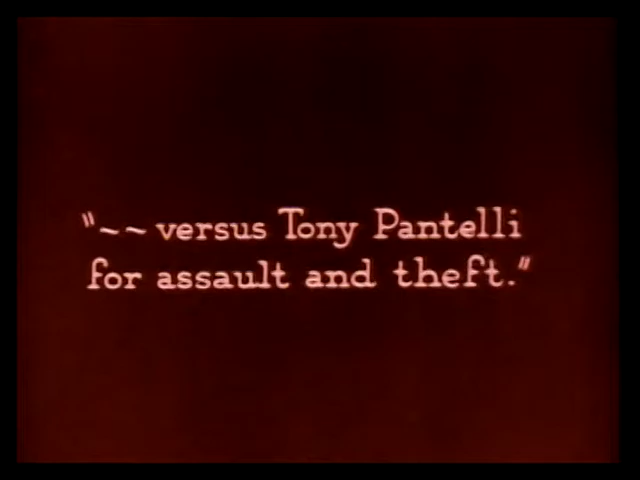 "~~ versus Tony Pantelli
for assault and theft."